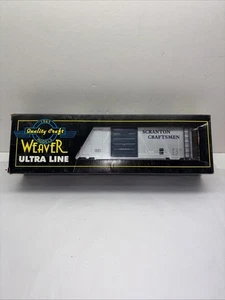 Quality Craft
WEAVER
ULTRA LINE
SCRANTON
CRAFTSMEN